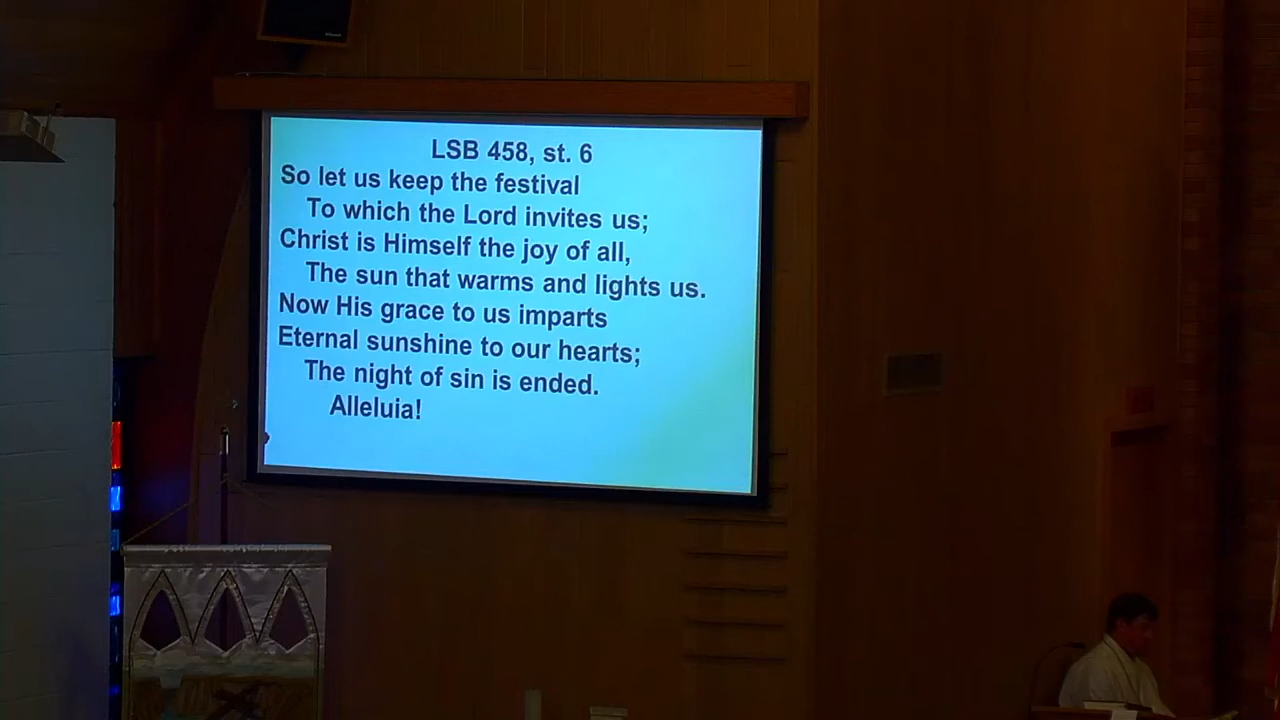 LSB 458, st. 6
So let us keep the festival
To which the Lord invites us;
Christ is Himself the joy of all,
The sun that warms and lights us.
Now His grace to us imparts
Eternal sunshine to our hearts;
The night of sin is ended.
Alleluia!